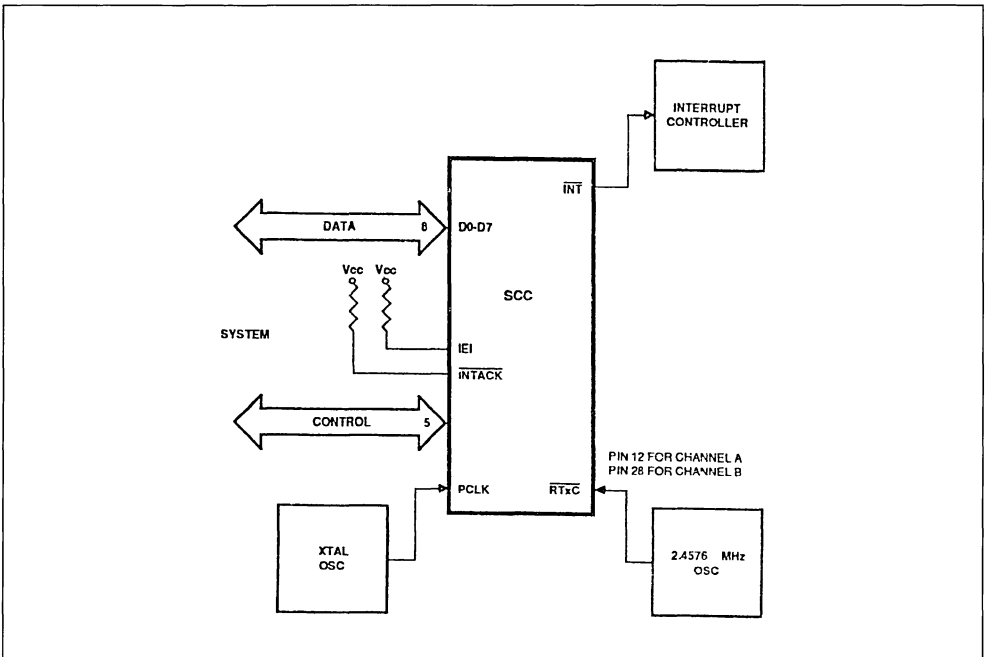 INTERRUPT
CONTROLLER
INT
DATA 8 D0-D7
Vcc Vcc
SCC
SYSTEM
IEI
INTACK
CONTROL 5
PIN 12 FOR CHANNEL A
PIN 28 FOR CHANNEL B
PCLK RTxC
XTAL
OSC
2.4576 MHz
OSC